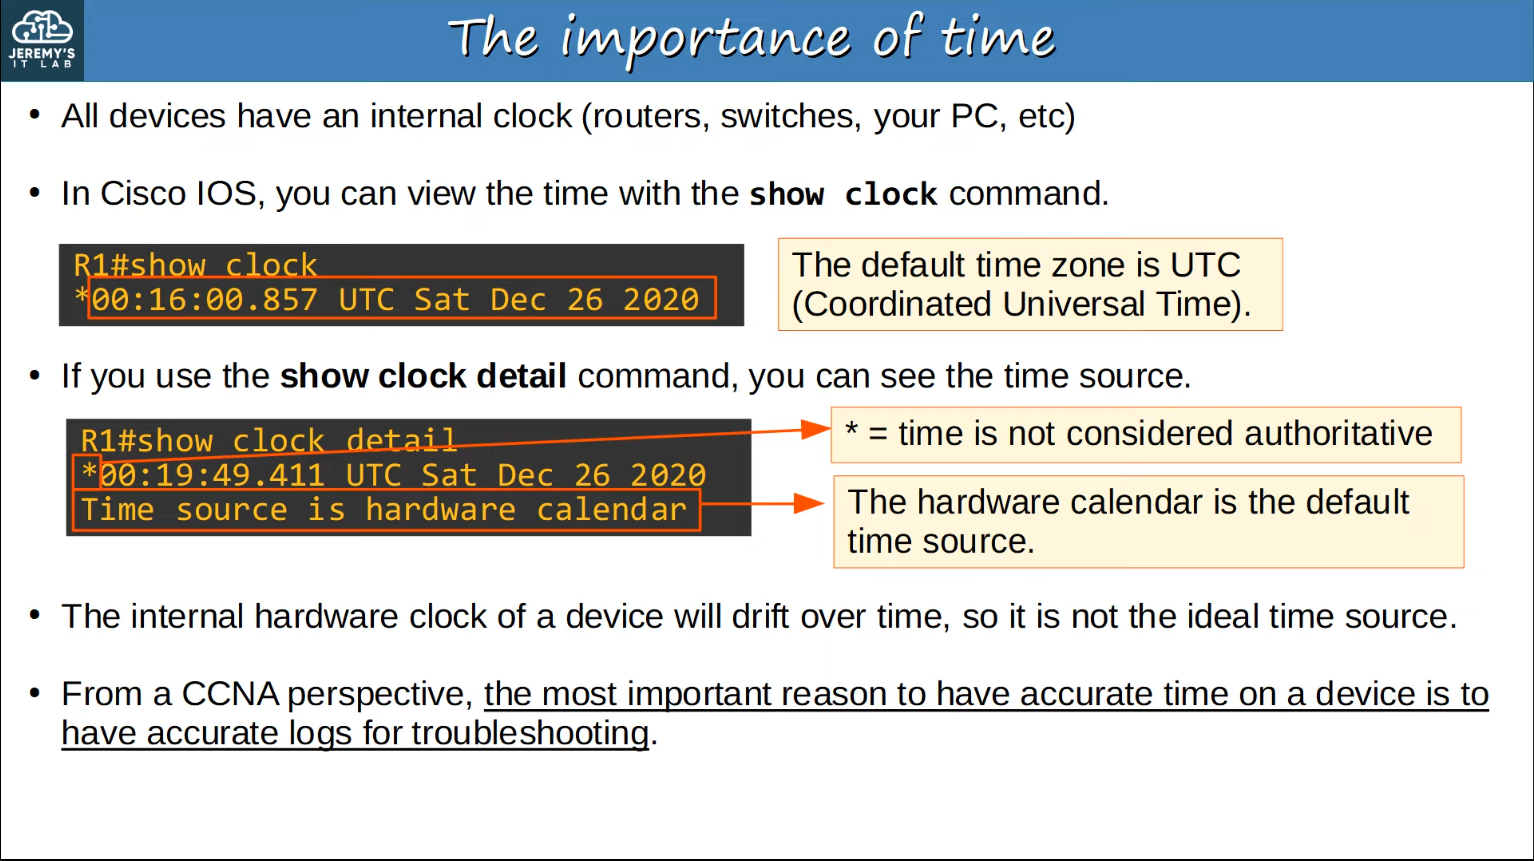 JEREMY'S
IT LAB
The importance of time
• All devices have an internal clock (routers, switches, your PC, etc)
• In Cisco IOS, you can view the time with the show clock command.
R1#show clock
*00:16:00.857 UTC Sat Dec 26 2020
The default time zone is UTC
(Coordinated Universal Time).
• If you use the show clock detail command, you can see the time source.
R1#show clock detail
*00:19:49.411 UTC Sat Dec 26 2020
Time source is hardware calendar
* = time is not considered authoritative
The hardware calendar is the default
time source.
• The internal hardware clock of a device will drift over time, so it is not the ideal time source.
• From a CCNA perspective, the most important reason to have accurate time on a device is to
have accurate logs for troubleshooting.